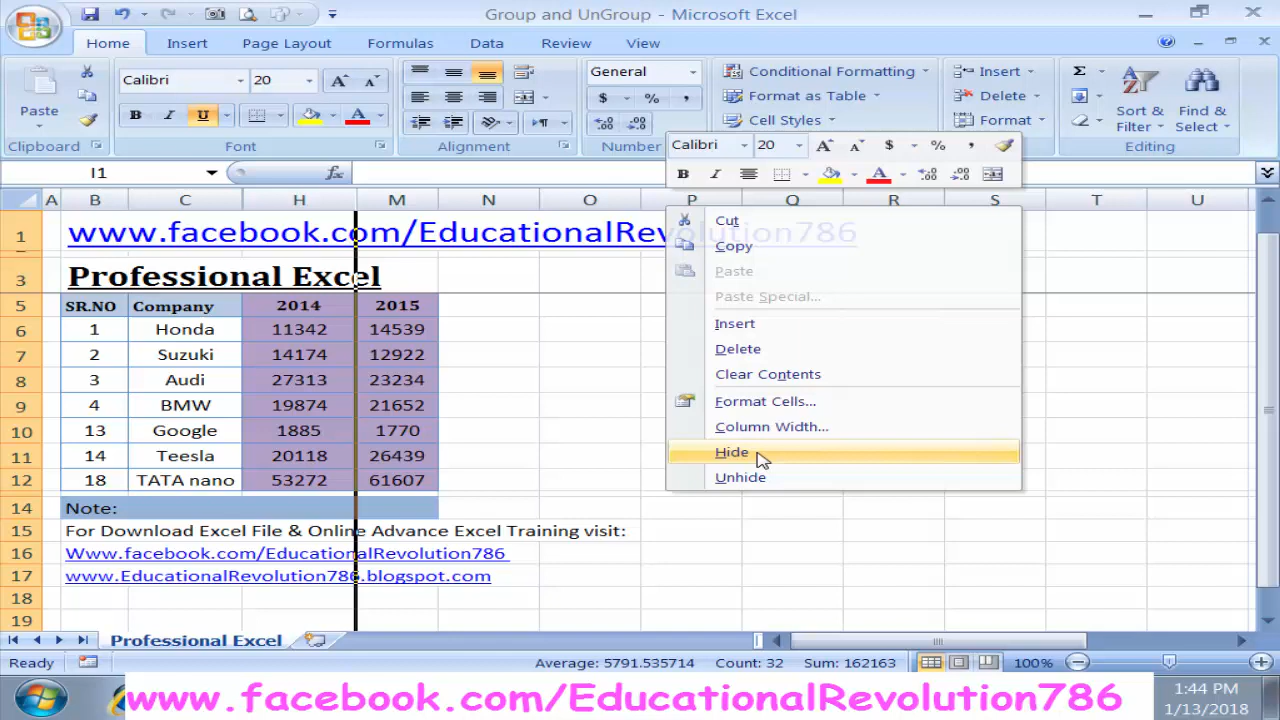 Group and UnGroup - Microsoft Excel
Home Insert Page Layout Formulas Data Review View
Paste
Clipboard
Calibri 20
B I U
Font
Alignment
General
$ % ,
Number
Conditional Formatting
Format as Table
Cell Styles
Insert
Delete
Format
Σ
Sort & Filter
Find & Select
Editing
Calibri 20 A A $ % ,
B I A
I1
fx
A B C H M N O P Q R S T U
1 www.facebook.com/EducationalRevolution786
3 Professional Excel
5 SR.NO Company 2014 2015
6 1 Honda 11342 14539
7 2 Suzuki 14174 12922
8 3 Audi 27313 23234
9 4 BMW 19874 21652
10 13 Google 1885 1770
11 14 Teesla 20118 26439
12 18 TATA nano 53272 61607
14 Note:
15 For Download Excel File & Online Advance Excel Training visit:
16 Www.facebook.com/EducationalRevolution786
17 www.EducationalRevolution786.blogspot.com
18
19
Cut
Copy
Paste
Paste Special...
Insert
Delete
Clear Contents
Format Cells...
Column Width...
Hide
Unhide
Professional Excel
Ready Average: 5791.535714 Count: 32 Sum: 162163 100%
www.facebook.com/EducationalRevolution786
1:44 PM
1/13/2018